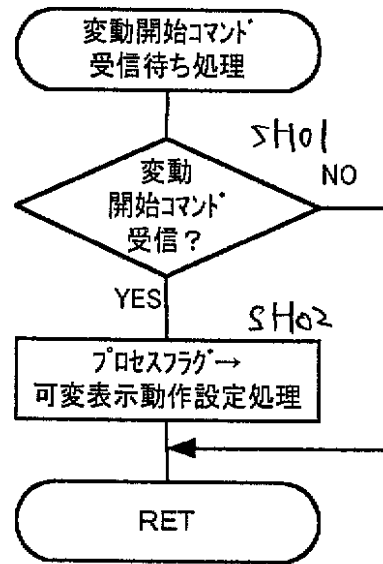 変動開始ｺﾏﾝﾄﾞ
受信待ち処理
SH01
変動
開始ｺﾏﾝﾄﾞ
受信？
NO
YES
SH02
ﾌﾟﾛｾｽﾌﾗｸﾞ→
可変表示動作設定処理
RET